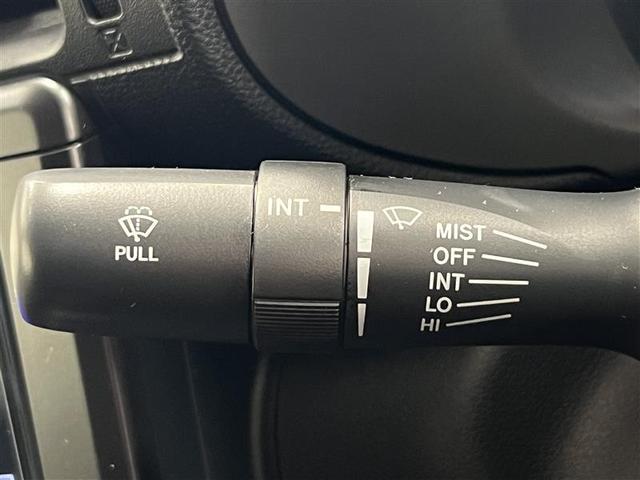 PULL
INT
MIST
OFF
INT
LO
HI